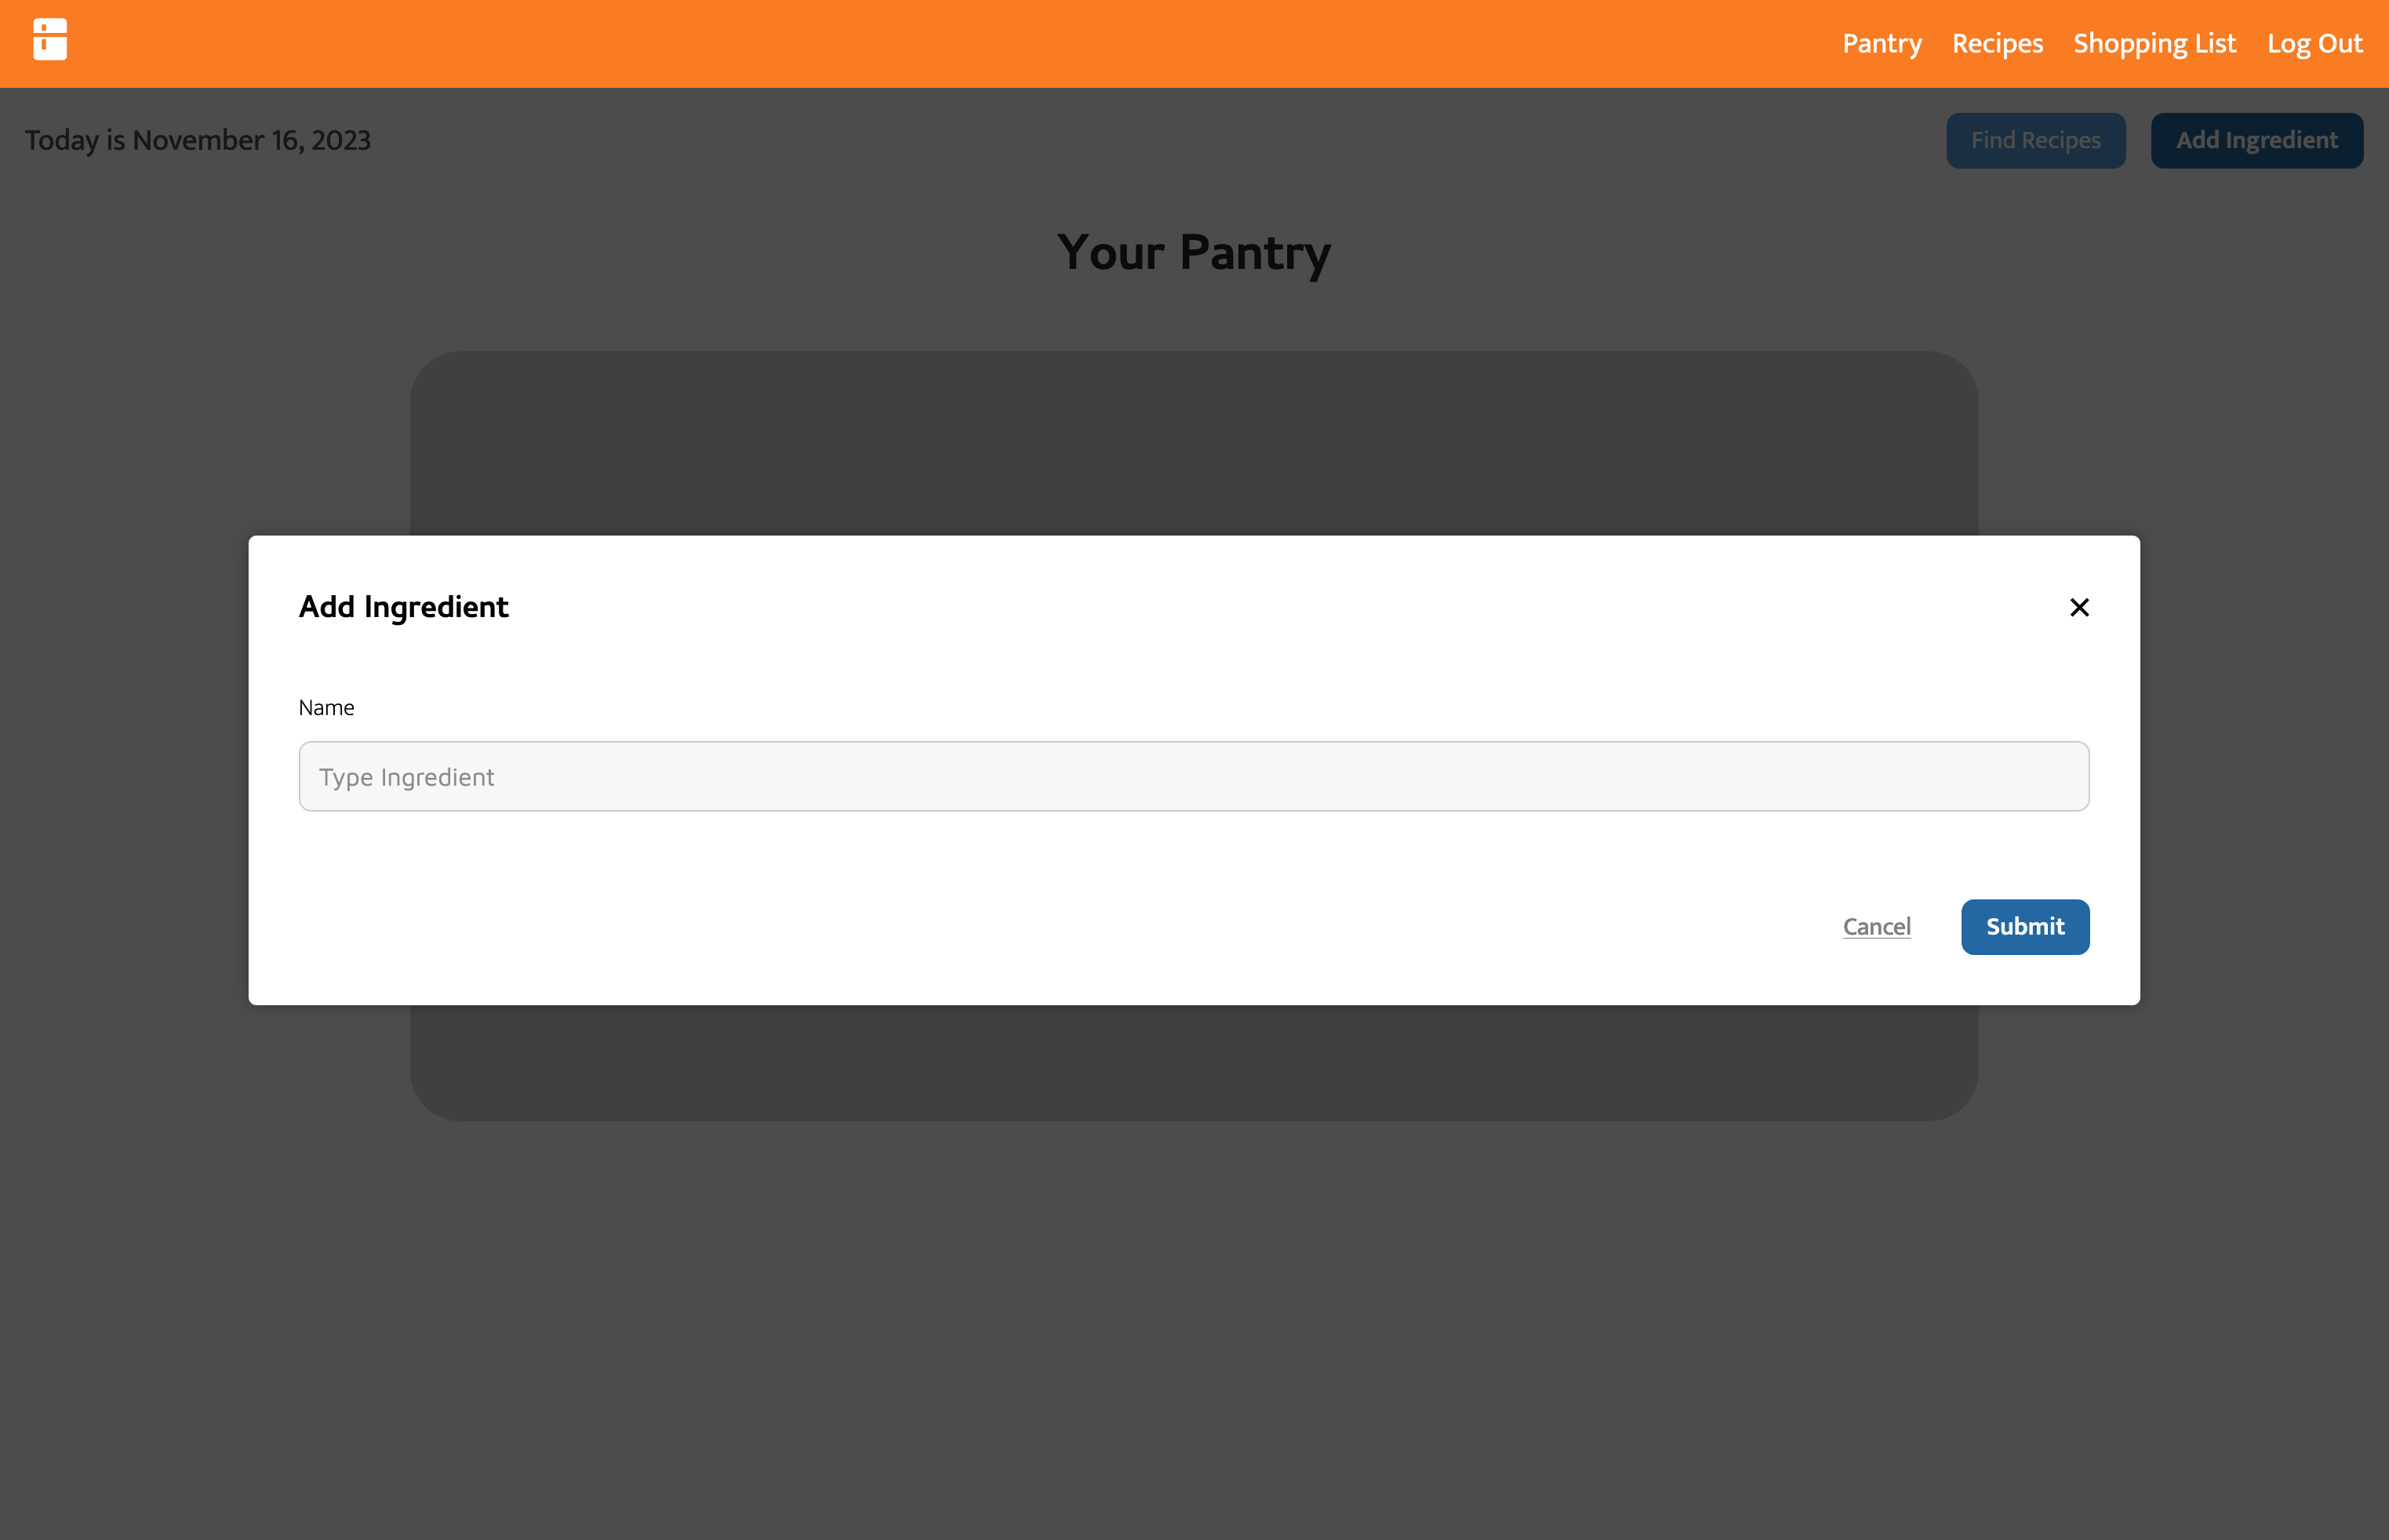 Pantry Recipes Shopping List Log Out
Today is November 16, 2023
Find Recipes Add Ingredient
Your Pantry
Add Ingredient
Name
Type Ingredient
Cancel Submit